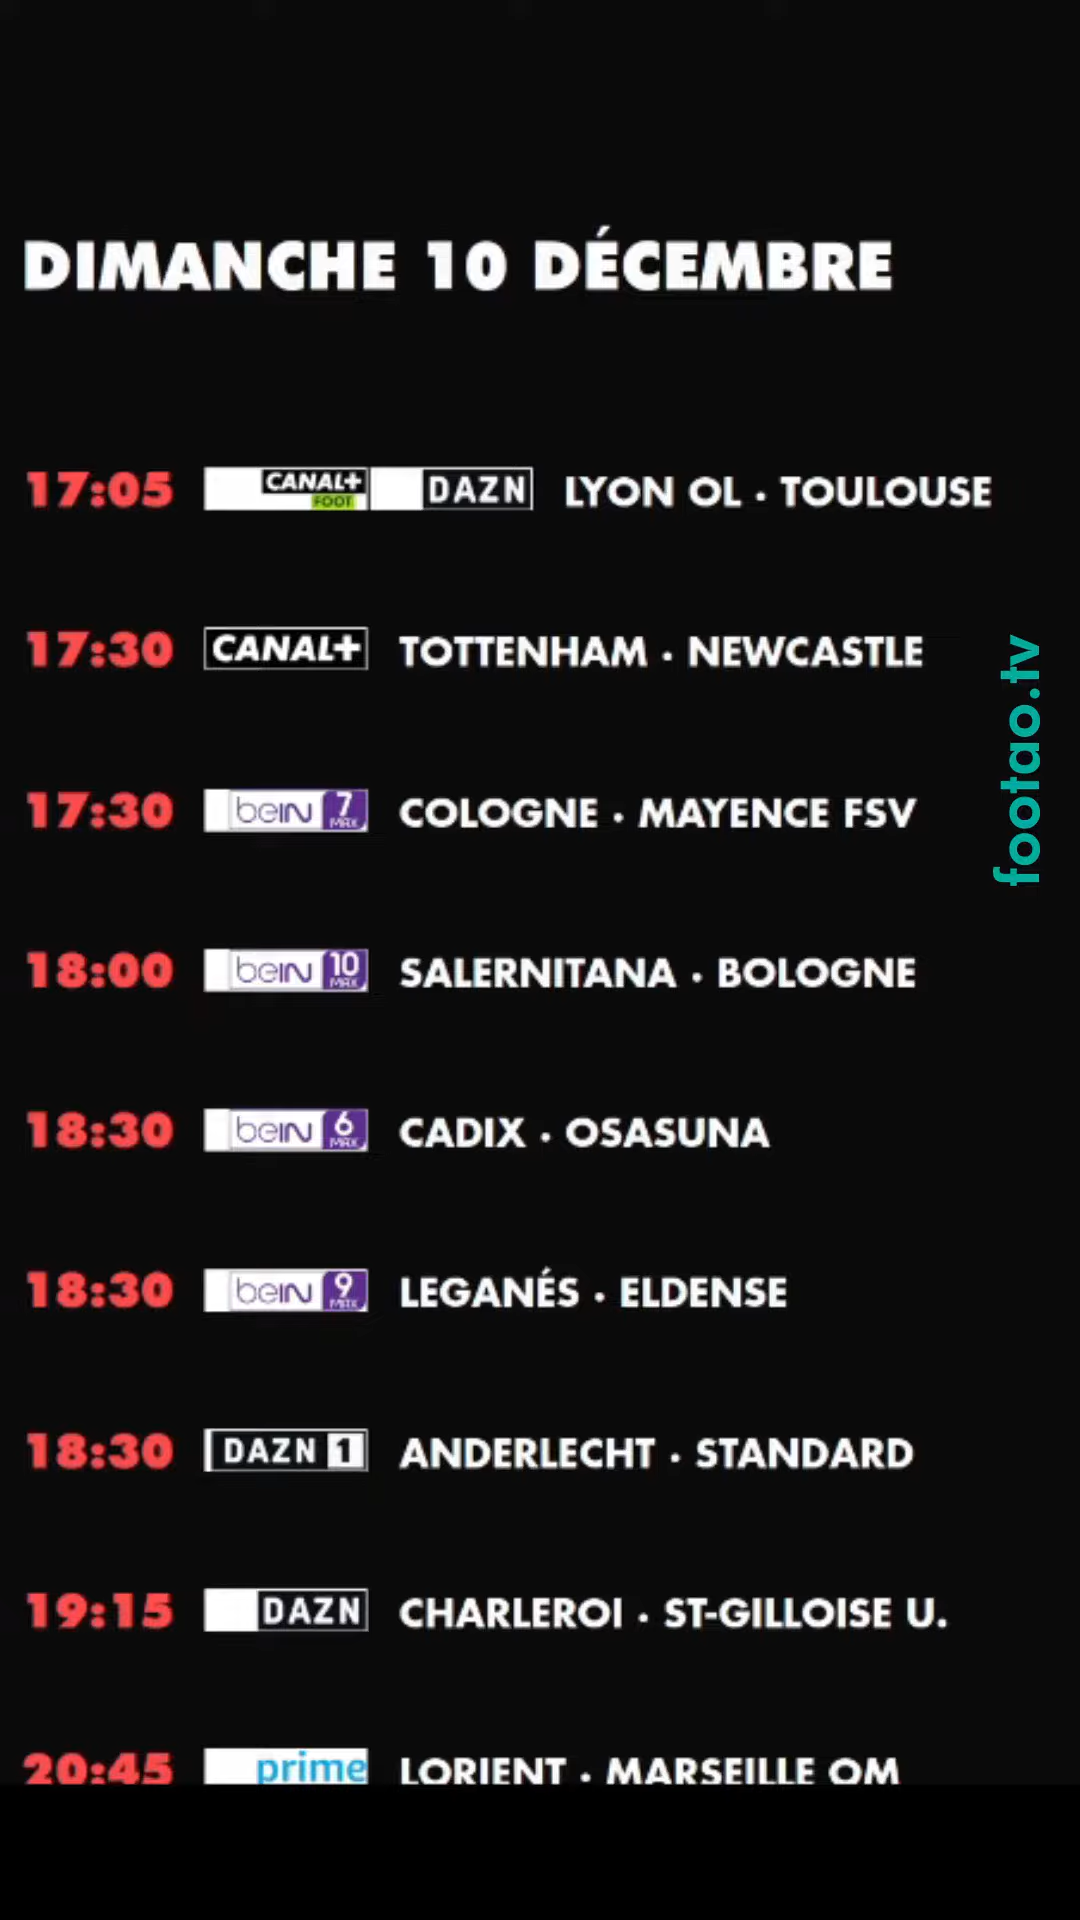 DIMANCHE 10 DÉCEMBRE
17:05 CANAL+ FOOT DAZN LYON OL · TOULOUSE
17:30 CANAL+ TOTTENHAM · NEWCASTLE
17:30 beIN 7 MAX COLOGNE · MAYENCE FSV
18:00 beIN 10 MAX SALERNITANA · BOLOGNE
18:30 beIN 6 MAX CADIX · OSASUNA
18:30 beIN 9 MAX LEGANÉS · ELDENSE
18:30 DAZN 1 ANDERLECHT · STANDARD
19:15 DAZN CHARLEROI · ST-GILLOISE U.
20:45 prime LORIENT · MARSEILLE OM
footao.tv